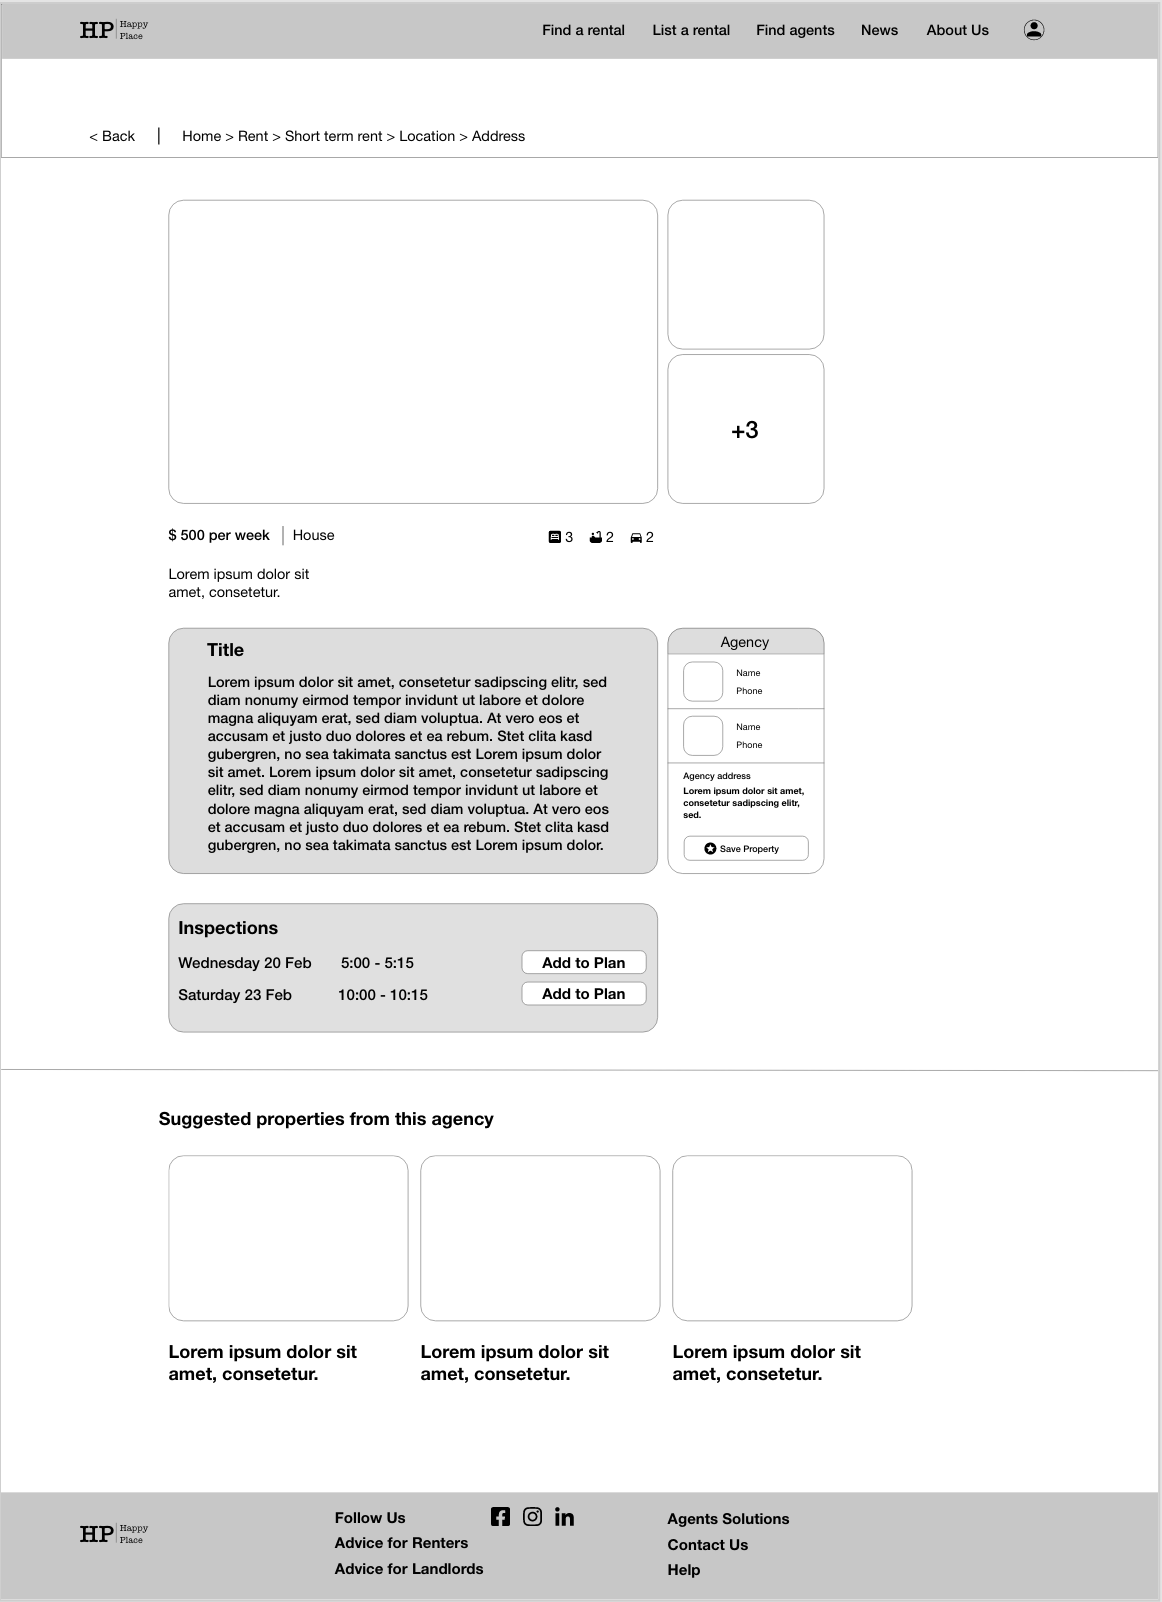 HP Happy
Place
Find a rental List a rental Find agents News About Us
< Back | Home > Rent > Short term rent > Location > Address
+3
$ 500 per week | House 3 2 2
Lorem ipsum dolor sit
amet, consetetur.
Title
Lorem ipsum dolor sit amet, consetetur sadipscing elitr, sed
diam nonumy eirmod tempor invidunt ut labore et dolore
magna aliquyam erat, sed diam voluptua. At vero eos et
accusam et justo duo dolores et ea rebum. Stet clita kasd
gubergren, no sea takimata sanctus est Lorem ipsum dolor
sit amet. Lorem ipsum dolor sit amet, consetetur sadipscing
elitr, sed diam nonumy eirmod tempor invidunt ut labore et
dolore magna aliquyam erat, sed diam voluptua. At vero eos
et accusam et justo duo dolores et ea rebum. Stet clita kasd
gubergren, no sea takimata sanctus est Lorem ipsum dolor.
Agency
Name
Phone
Name
Phone
Agency address
Lorem ipsum dolor sit amet,
consetetur sadipscing elitr,
sed.
Save Property
Inspections
Wednesday 20 Feb 5:00 - 5:15 Add to Plan
Saturday 23 Feb 10:00 - 10:15 Add to Plan
Suggested properties from this agency
Lorem ipsum dolor sit
amet, consetetur.
Lorem ipsum dolor sit
amet, consetetur.
Lorem ipsum dolor sit
amet, consetetur.
HP Happy
Place
Follow Us
Advice for Renters
Advice for Landlords
Agents Solutions
Contact Us
Help